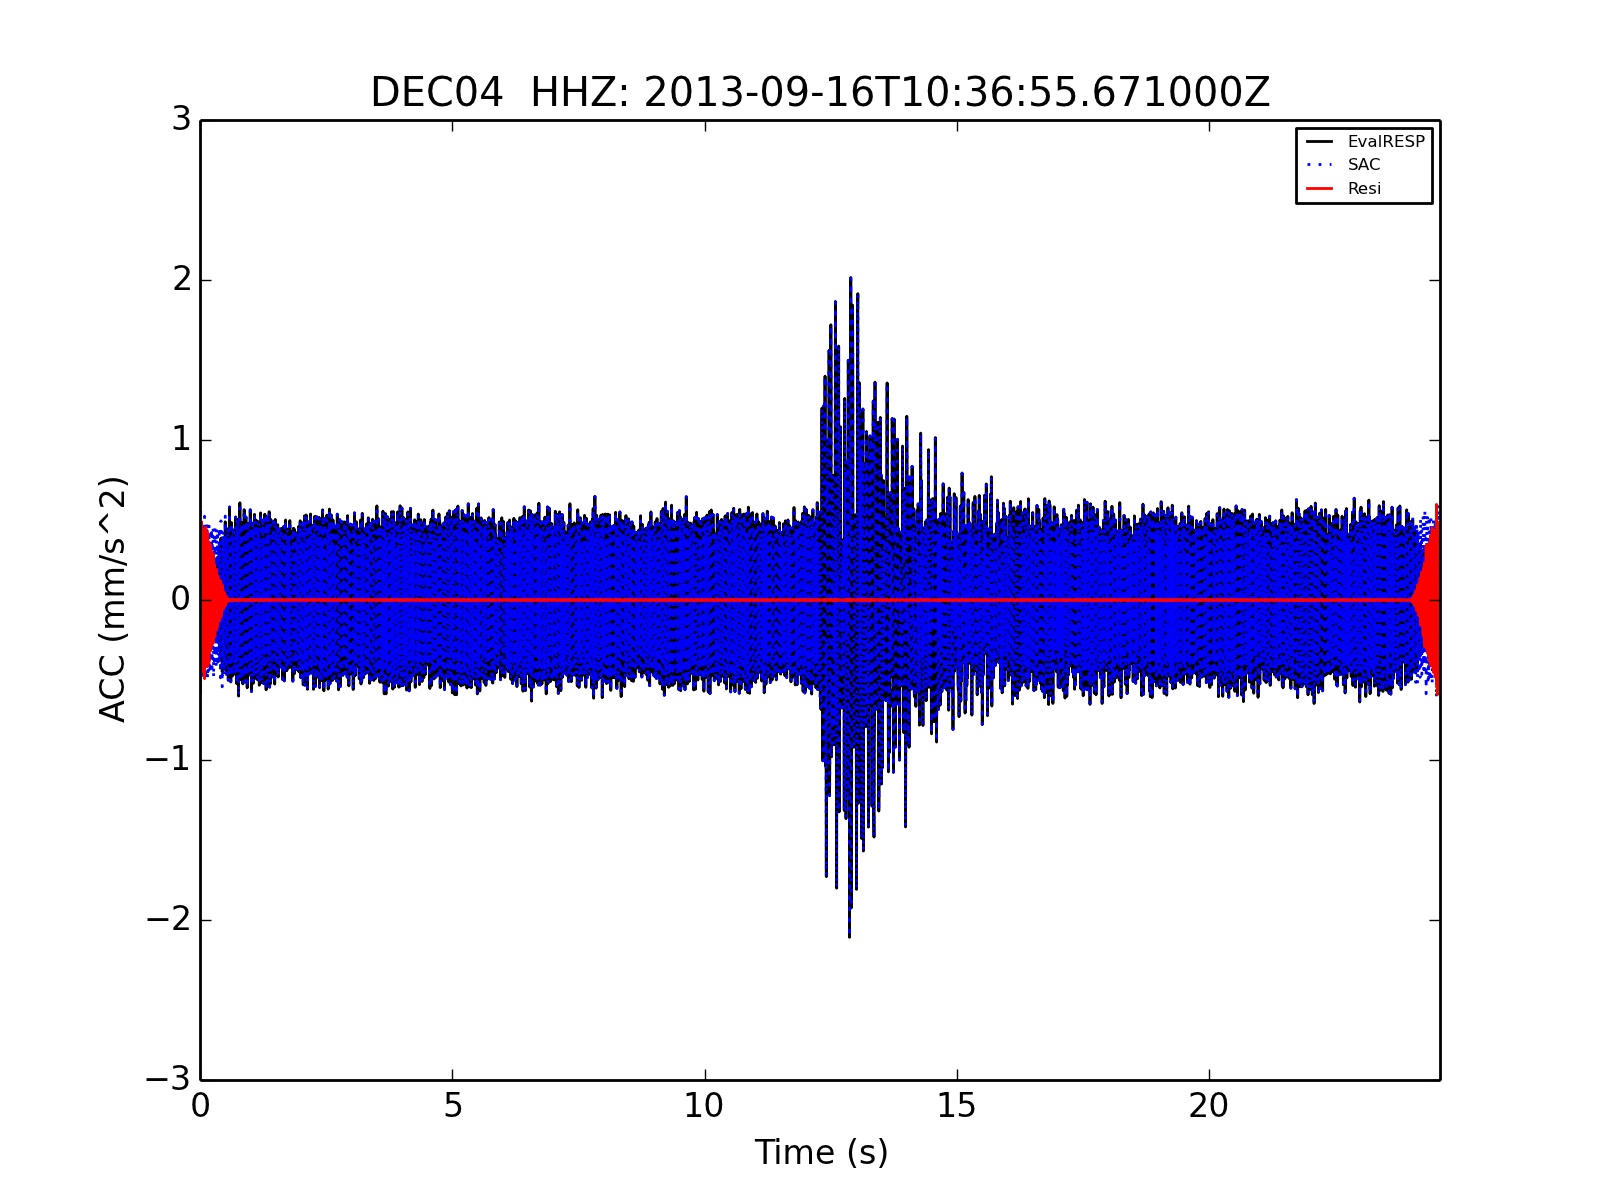 DEC04  HHZ: 2013-09-16T10:36:55.671000Z
EvalRESP
SAC
Resi
ACC (mm/s^2)
3
2
1
0
−1
−2
−3
0 5 10 15 20
Time (s)